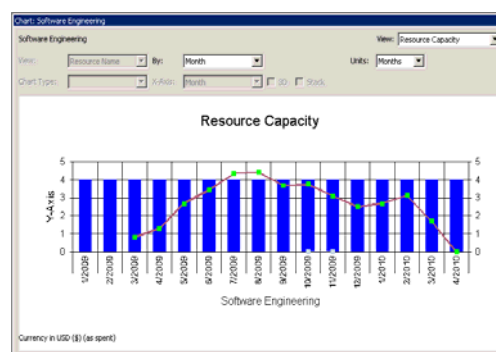 Chart: Software Engineering
Software Engineering
View: Resource Capacity
View: Resource Name By: Month Units: Months
Chart Type: X-Axis: Month 3D Stack
Resource Capacity
5 5
4 4
3 3
2 2
1 1
0 0
Y-Axis
1/2009 2/2009 3/2009 4/2009 5/2009 6/2009 7/2009 8/2009 9/2009 10/2009 11/2009 12/2009 1/2010 2/2010 3/2010 4/2010
Software Engineering
Currency in USD ($) (as spent)